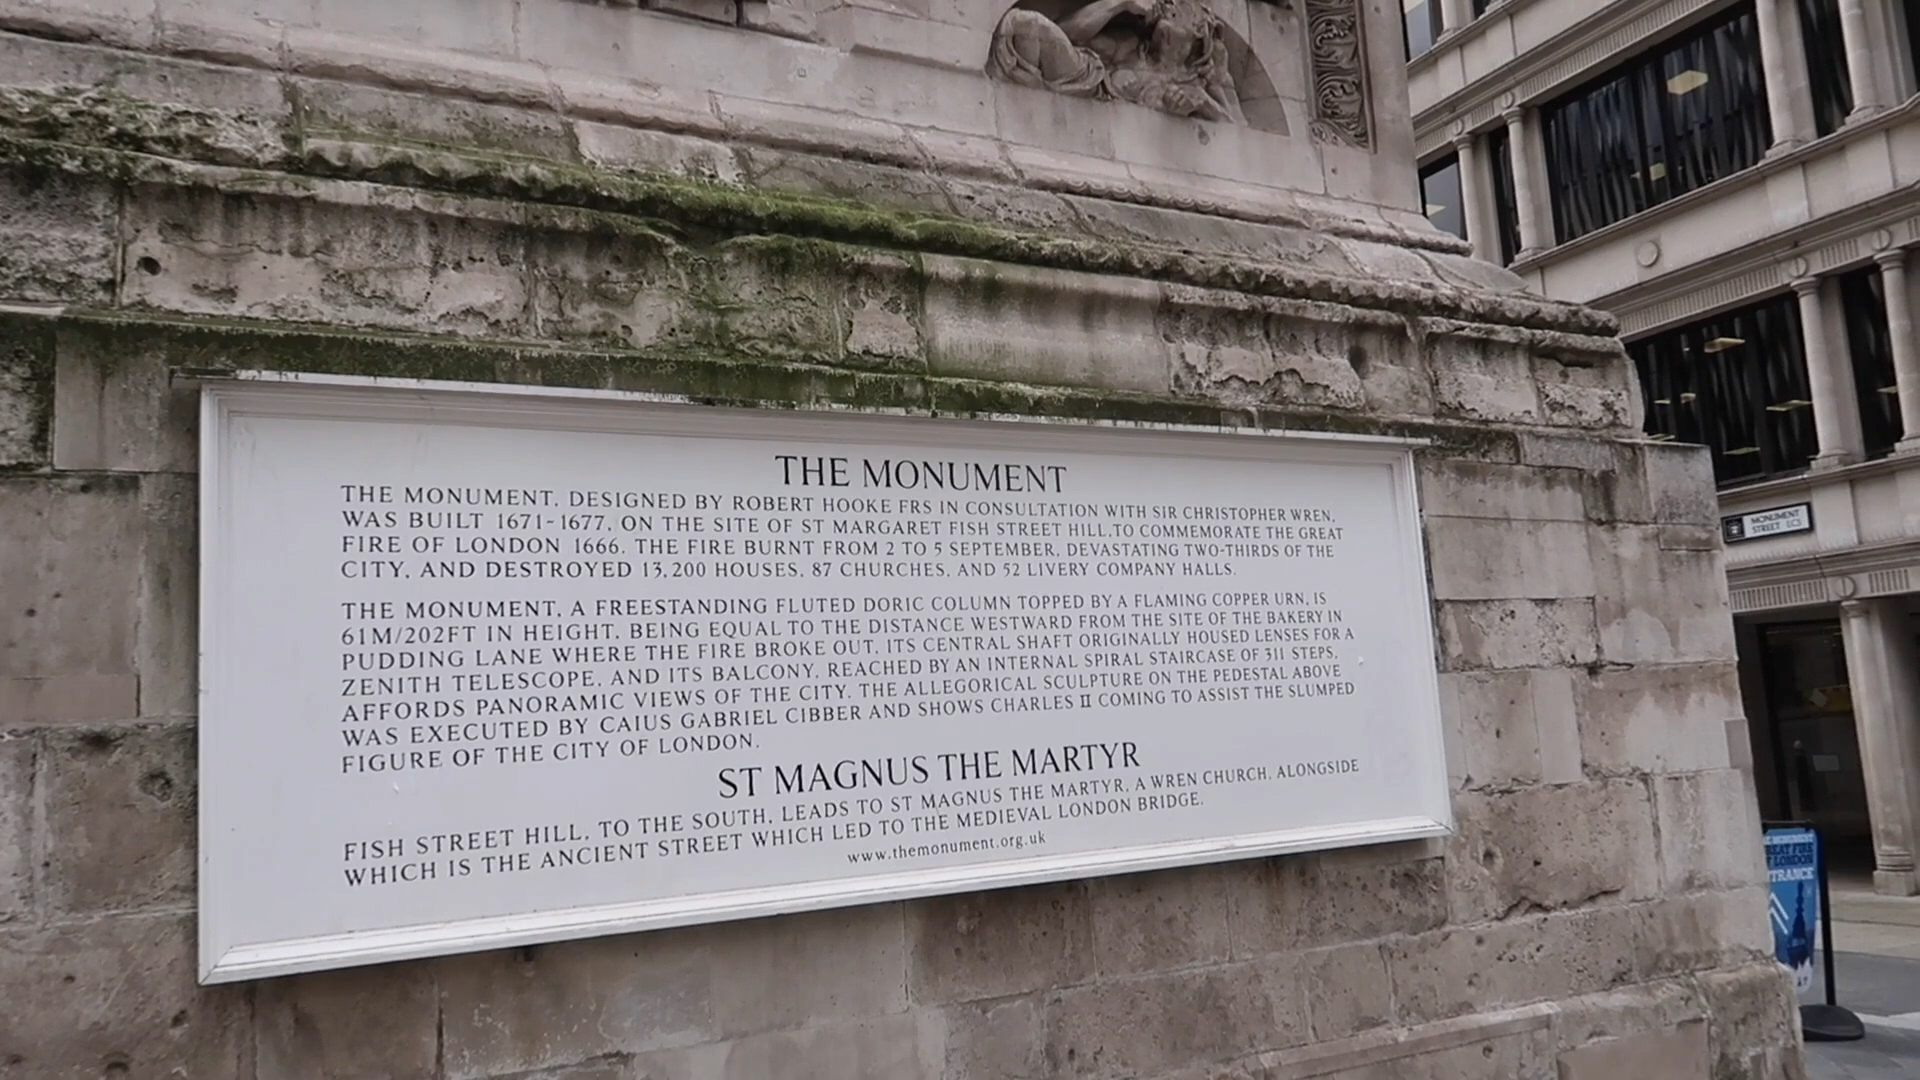 THE MONUMENT
THE MONUMENT, DESIGNED BY ROBERT HOOKE FRS IN CONSULTATION WITH SIR CHRISTOPHER WREN,
WAS BUILT 1671-1677, ON THE SITE OF ST MARGARET FISH STREET HILL, TO COMMEMORATE THE GREAT
FIRE OF LONDON 1666. THE FIRE BURNT FROM 2 TO 5 SEPTEMBER, DEVASTATING TWO-THIRDS OF THE
CITY, AND DESTROYED 13,200 HOUSES, 87 CHURCHES, AND 52 LIVERY COMPANY HALLS.
THE MONUMENT, A FREESTANDING FLUTED DORIC COLUMN TOPPED BY A FLAMING COPPER URN, IS
61M/202FT IN HEIGHT, BEING EQUAL TO THE DISTANCE WESTWARD FROM THE SITE OF THE BAKERY IN
PUDDING LANE WHERE THE FIRE BROKE OUT. ITS CENTRAL SHAFT ORIGINALLY HOUSED LENSES FOR A
ZENITH TELESCOPE, AND ITS BALCONY, REACHED BY AN INTERNAL SPIRAL STAIRCASE OF 311 STEPS,
AFFORDS PANORAMIC VIEWS OF THE CITY. THE ALLEGORICAL SCULPTURE ON THE PEDESTAL ABOVE
WAS EXECUTED BY CAIUS GABRIEL CIBBER AND SHOWS CHARLES II COMING TO ASSIST THE SLUMPED
FIGURE OF THE CITY OF LONDON.
ST MAGNUS THE MARTYR
FISH STREET HILL, TO THE SOUTH, LEADS TO ST MAGNUS THE MARTYR, A WREN CHURCH, ALONGSIDE
WHICH IS THE ANCIENT STREET WHICH LED TO THE MEDIEVAL LONDON BRIDGE.
www.themonument.org.uk
MONUMENT
STREET EC3
MONUMENT
LONDON